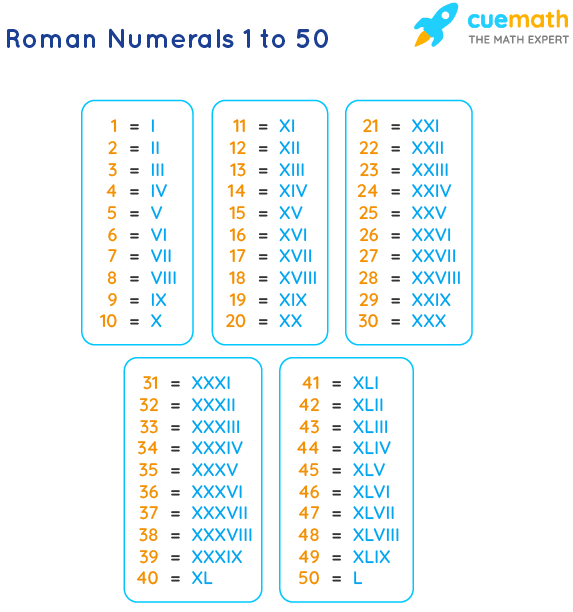 cuemath
THE MATH EXPERT
Roman Numerals 1 to 50
1 = I
2 = II
3 = III
4 = IV
5 = V
6 = VI
7 = VII
8 = VIII
9 = IX
10 = X
11 = XI
12 = XII
13 = XIII
14 = XIV
15 = XV
16 = XVI
17 = XVII
18 = XVIII
19 = XIX
20 = XX
21 = XXI
22 = XXII
23 = XXIII
24 = XXIV
25 = XXV
26 = XXVI
27 = XXVII
28 = XXVIII
29 = XXIX
30 = XXX
31 = XXXI
32 = XXXII
33 = XXXIII
34 = XXXIV
35 = XXXV
36 = XXXVI
37 = XXXVII
38 = XXXVIII
39 = XXXIX
40 = XL
41 = XLI
42 = XLII
43 = XLIII
44 = XLIV
45 = XLV
46 = XLVI
47 = XLVII
48 = XLVIII
49 = XLIX
50 = L